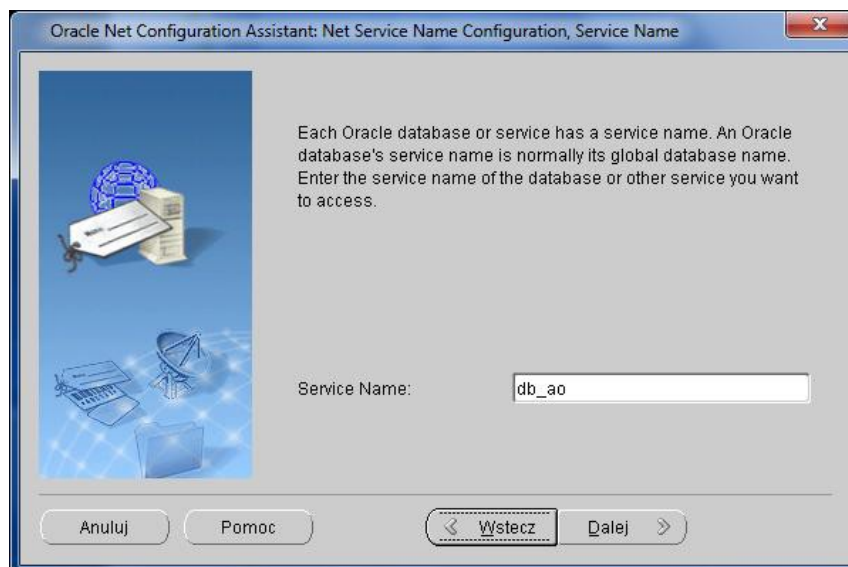 Oracle Net Configuration Assistant: Net Service Name Configuration, Service Name
Each Oracle database or service has a service name. An Oracle
database's service name is normally its global database name.
Enter the service name of the database or other service you want
to access.
Service Name: db_ao
Anuluj Pomoc Wstecz Dalej